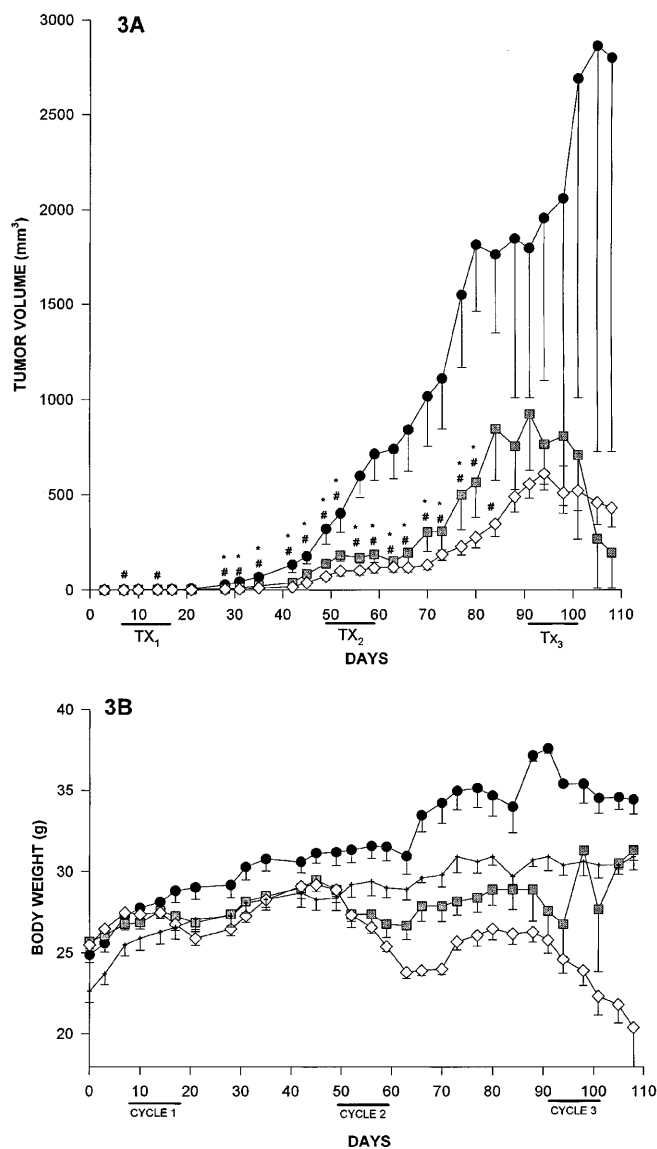 3A
3000
2500
2000
1500
1000
500
0
TUMOR VOLUME (mm³)
# #
* * * * * * * * * * * * * *
# # # # # # # # # # # # # # #
0 10 20 30 40 50 60 70 80 90 100 110
TX₁ TX₂ Tx₃
DAYS
3B
40
35
30
25
20
BODY WEIGHT (g)
0 10 20 30 40 50 60 70 80 90 100 110
CYCLE 1 CYCLE 2 CYCLE 3
DAYS